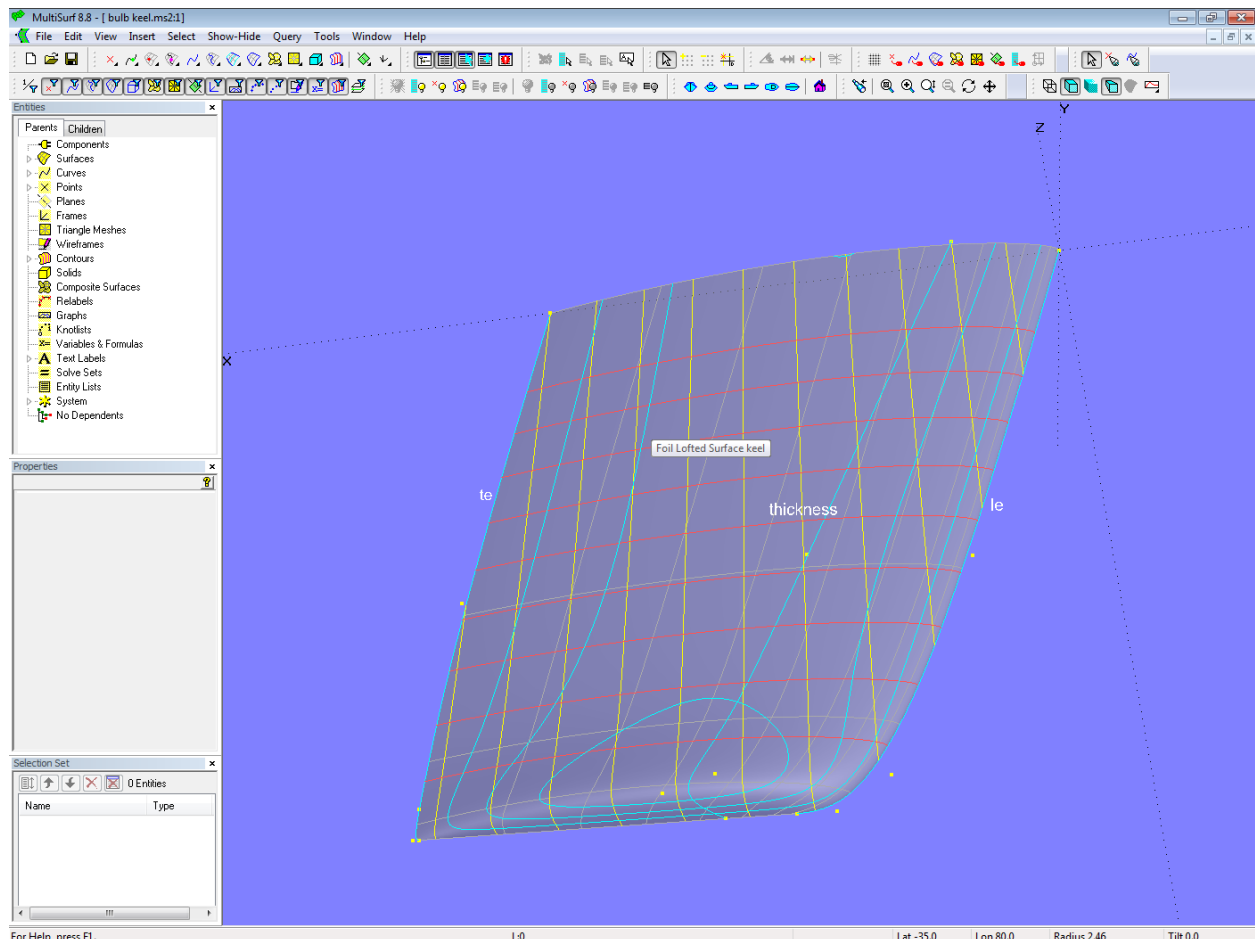 MultiSurf 8.8 - [ bulb keel.ms2:1]
File Edit View Insert Select Show-Hide Query Tools Window Help
Entities
Parents Children
Components
Surfaces
Curves
Points
Planes
Frames
Triangle Meshes
Wireframes
Contours
Solids
Composite Surfaces
Relabels
Graphs
Knotlists
Variables & Formulas
Text Labels
Solve Sets
Entity Lists
System
No Dependents
Properties
Selection Set
0 Entities
Name Type
Y
Z
X
Foil Lofted Surface keel
te
thickness
le
For Help, press F1. L:0 Lat -35.0 Lon 80.0 Radius 2.46 Tilt 0.0